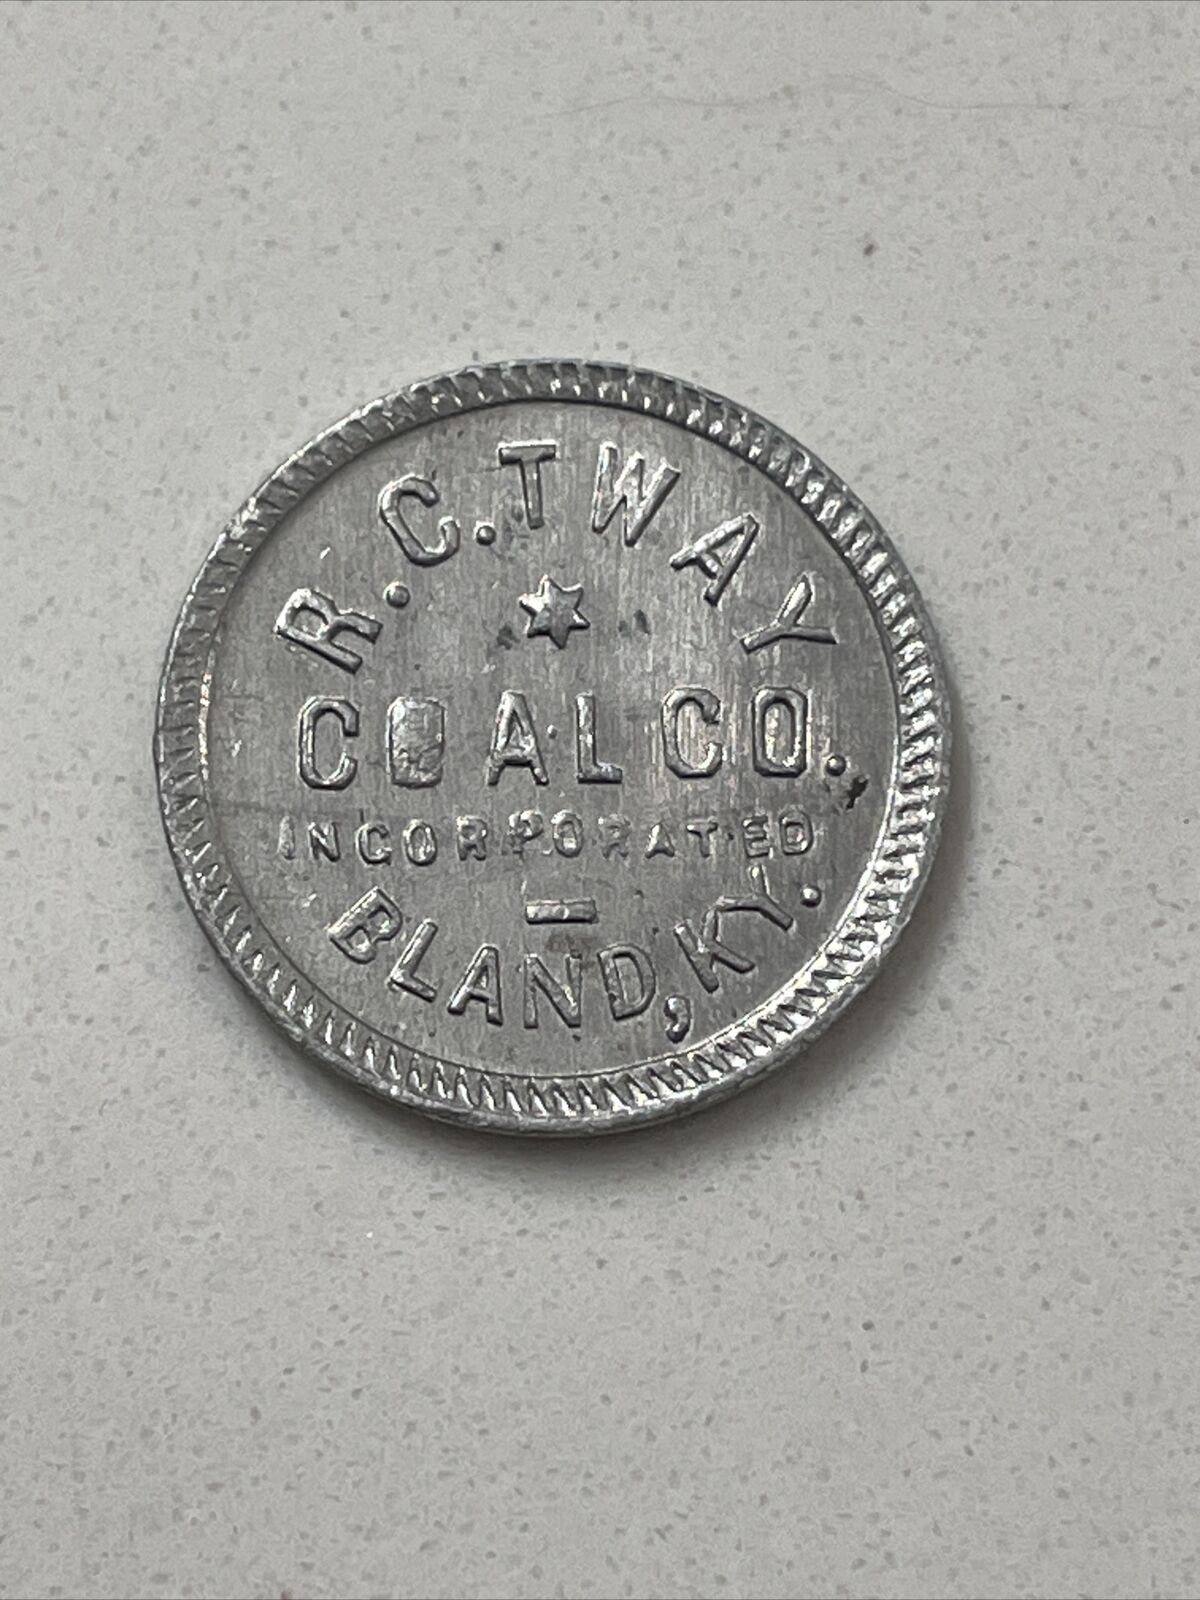 R.C. TWAY
COAL CO.
INCORPORATED
BLAND, KY.